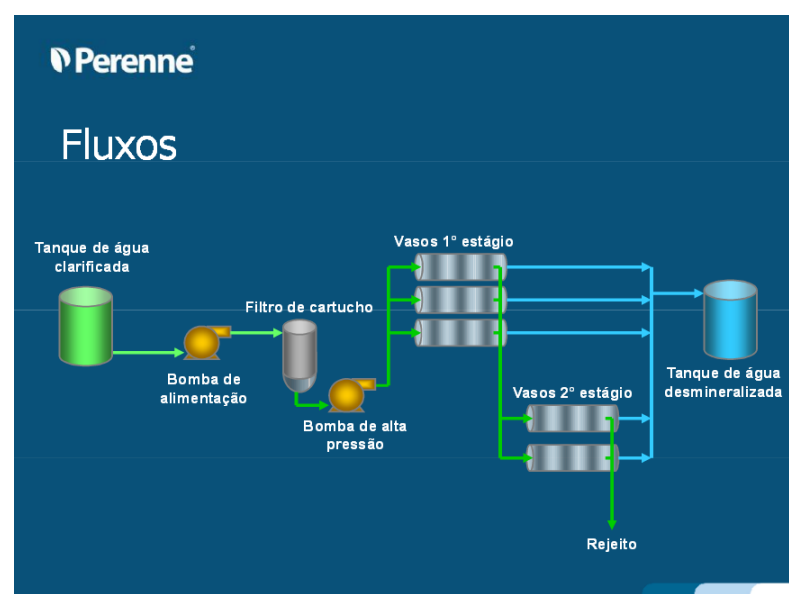 Perenne®
Fluxos
Tanque de água
clarificada
Bomba de
alimentação
Filtro de cartucho
Bomba de alta
pressão
Vasos 1° estágio
Vasos 2° estágio
Rejeito
Tanque de água
desmineralizada